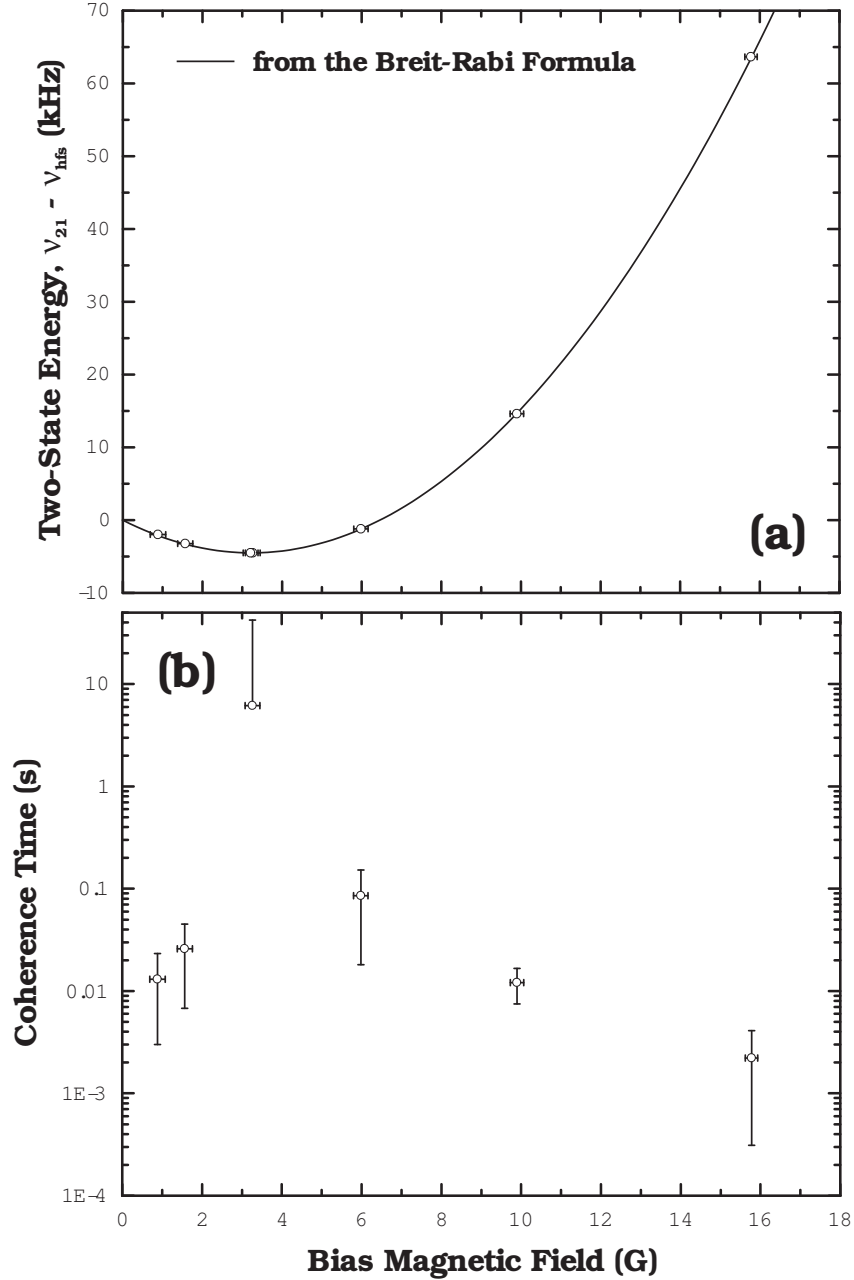 70
from the Breit-Rabi Formula
60
50
40
30
20
10
0
-10
Two-State Energy, ν₂₁ - ν_hfs (kHz)
(a)
(b)
10
1
0.1
0.01
1E-3
1E-4
Coherence Time (s)
0 2 4 6 8 10 12 14 16 18
Bias Magnetic Field (G)